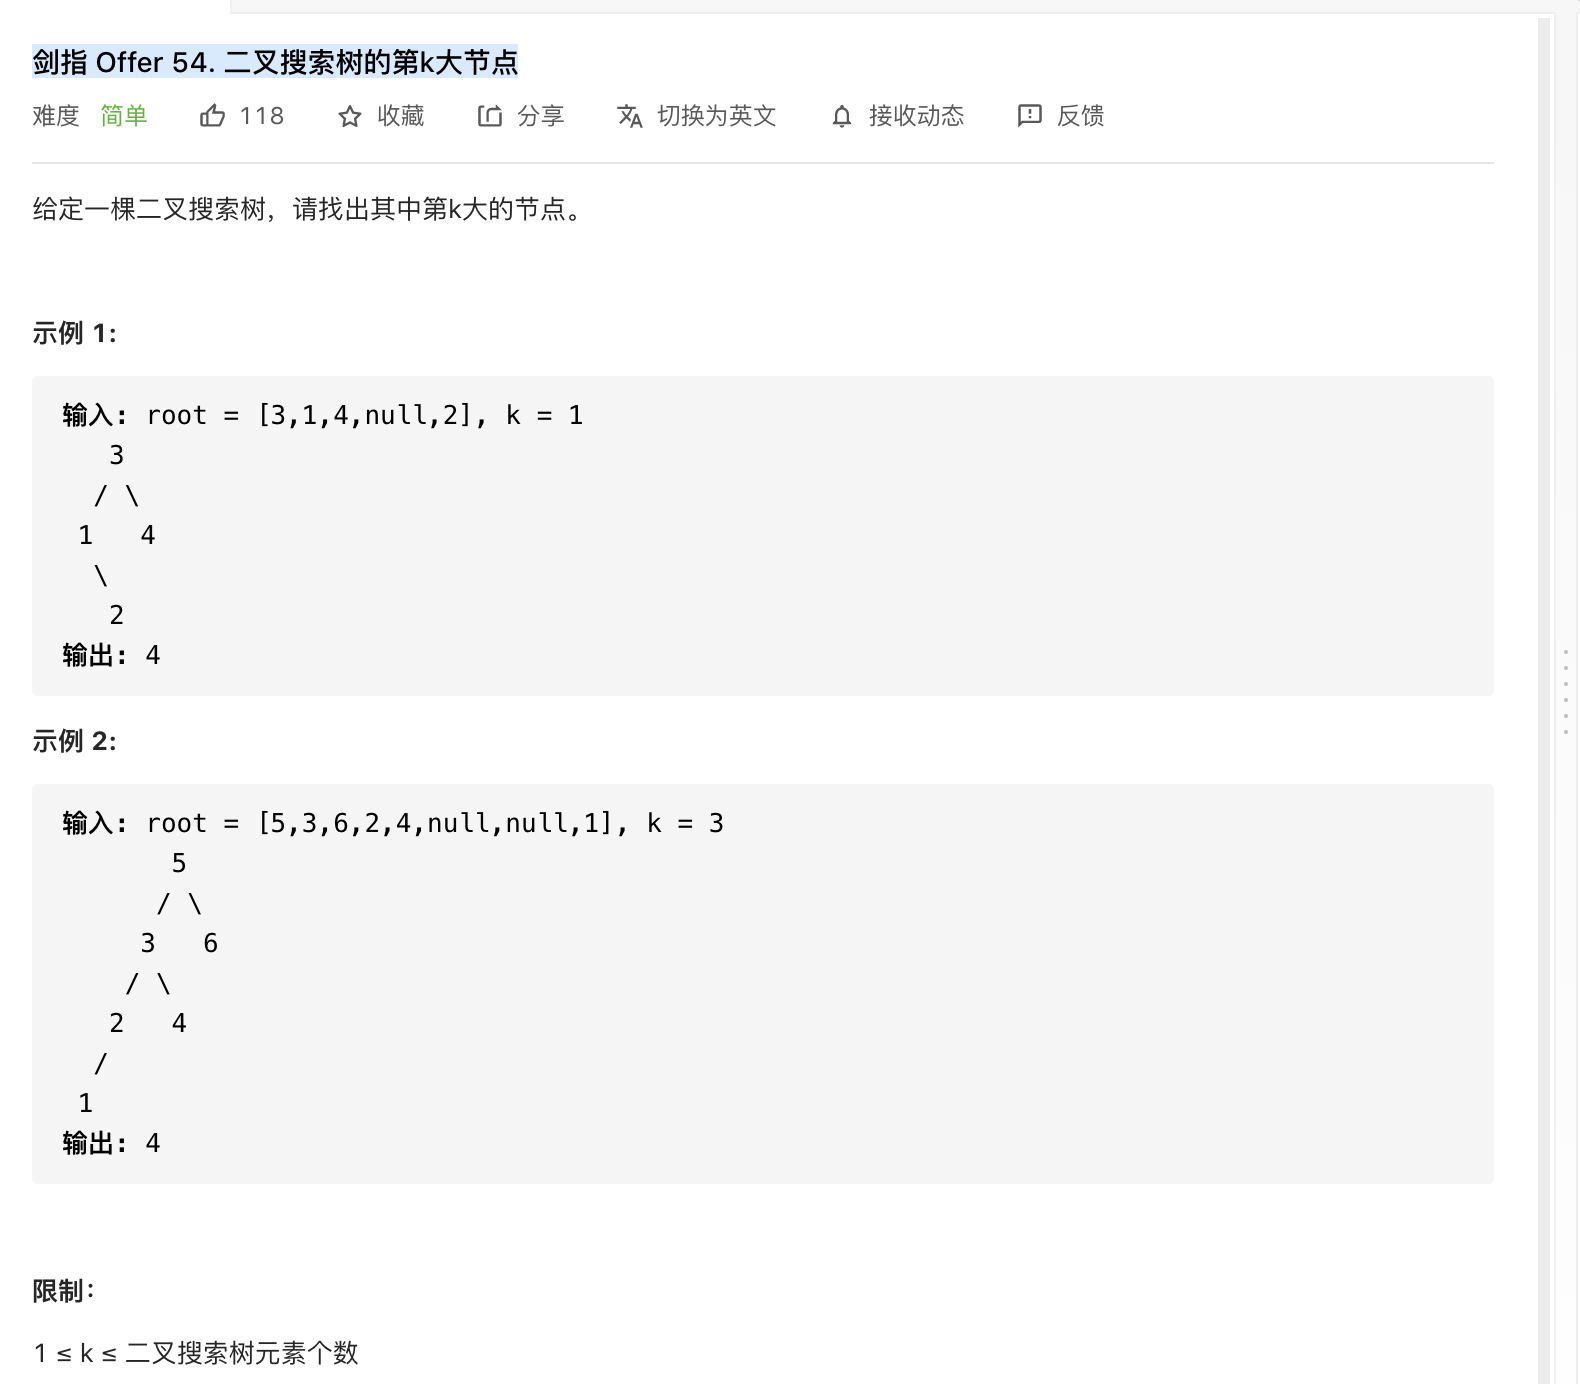 剑指 Offer 54. 二叉搜索树的第k大节点
难度 简单 118 收藏 分享 切换为英文 接收动态 反馈
给定一棵二叉搜索树，请找出其中第k大的节点。
示例 1:
输入: root = [3,1,4,null,2], k = 1
3
/ \
1 4
\
2
输出: 4
示例 2:
输入: root = [5,3,6,2,4,null,null,1], k = 3
5
/ \
3 6
/ \
2 4
/
1
输出: 4
限制：
1 ≤ k ≤ 二叉搜索树元素个数